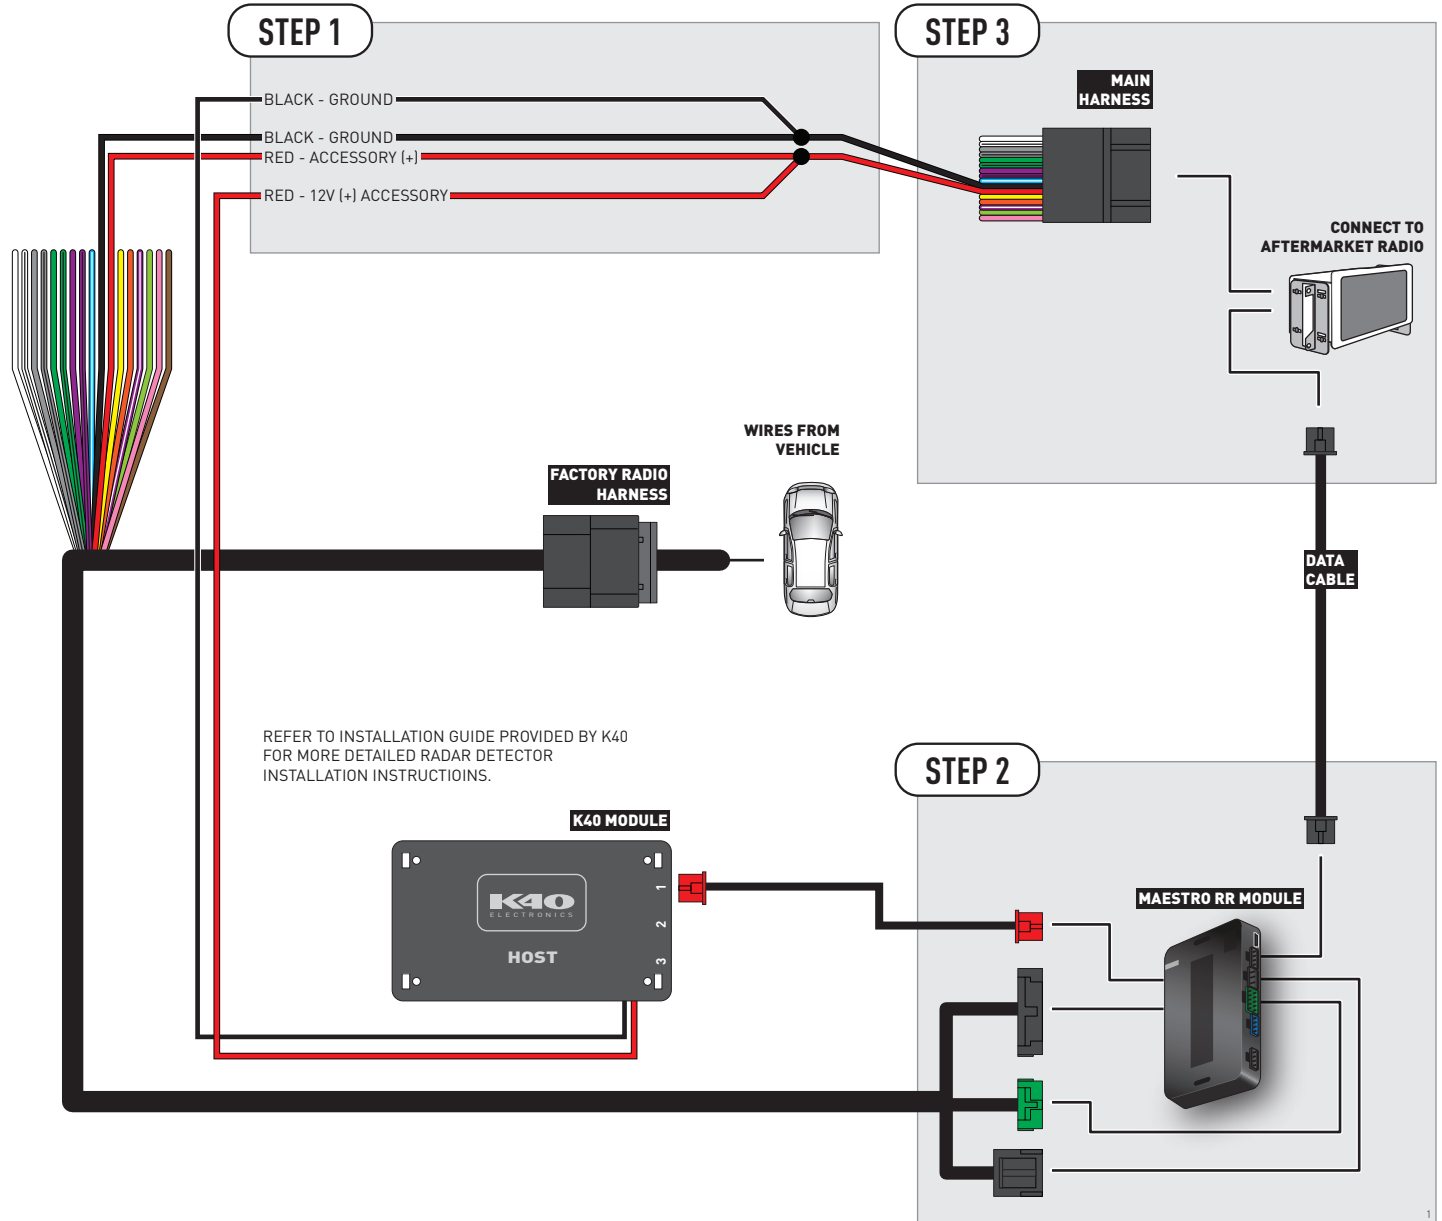 STEP 1
BLACK - GROUND
BLACK - GROUND
RED - ACCESSORY (+)
RED - 12V (+) ACCESSORY
STEP 3
MAIN
HARNESS
CONNECT TO
AFTERMARKET RADIO
WIRES FROM
VEHICLE
FACTORY RADIO
HARNESS
DATA
CABLE
REFER TO INSTALLATION GUIDE PROVIDED BY K40
FOR MORE DETAILED RADAR DETECTOR
INSTALLATION INSTRUCTIOINS.
STEP 2
K40 MODULE
K40
ELECTRONICS
HOST
1
2
3
MAESTRO RR MODULE
1